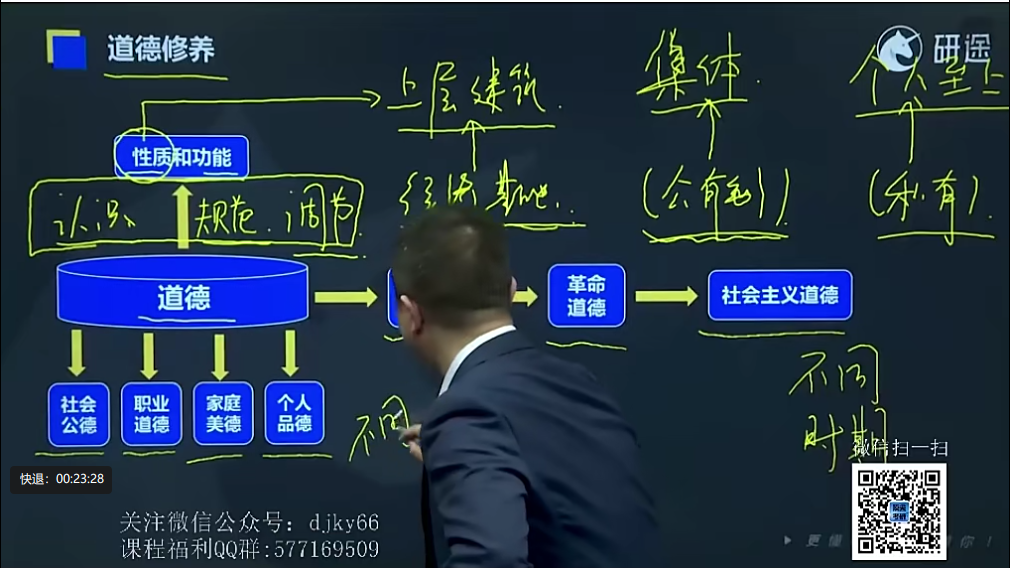 道德修养
研途
上层建筑.
集体.
个人至上
性质和功能
经济基础.
(公有制)
(私有).
认识 规范.调节
道德
革命
道德
社会主义道德
社会
公德
职业
道德
家庭
美德
个人
品德
不同
不同
时期
微信扫一扫
快退：00:23:28
关注微信公众号：djky66
课程福利QQ群:577169509
更懂
你！